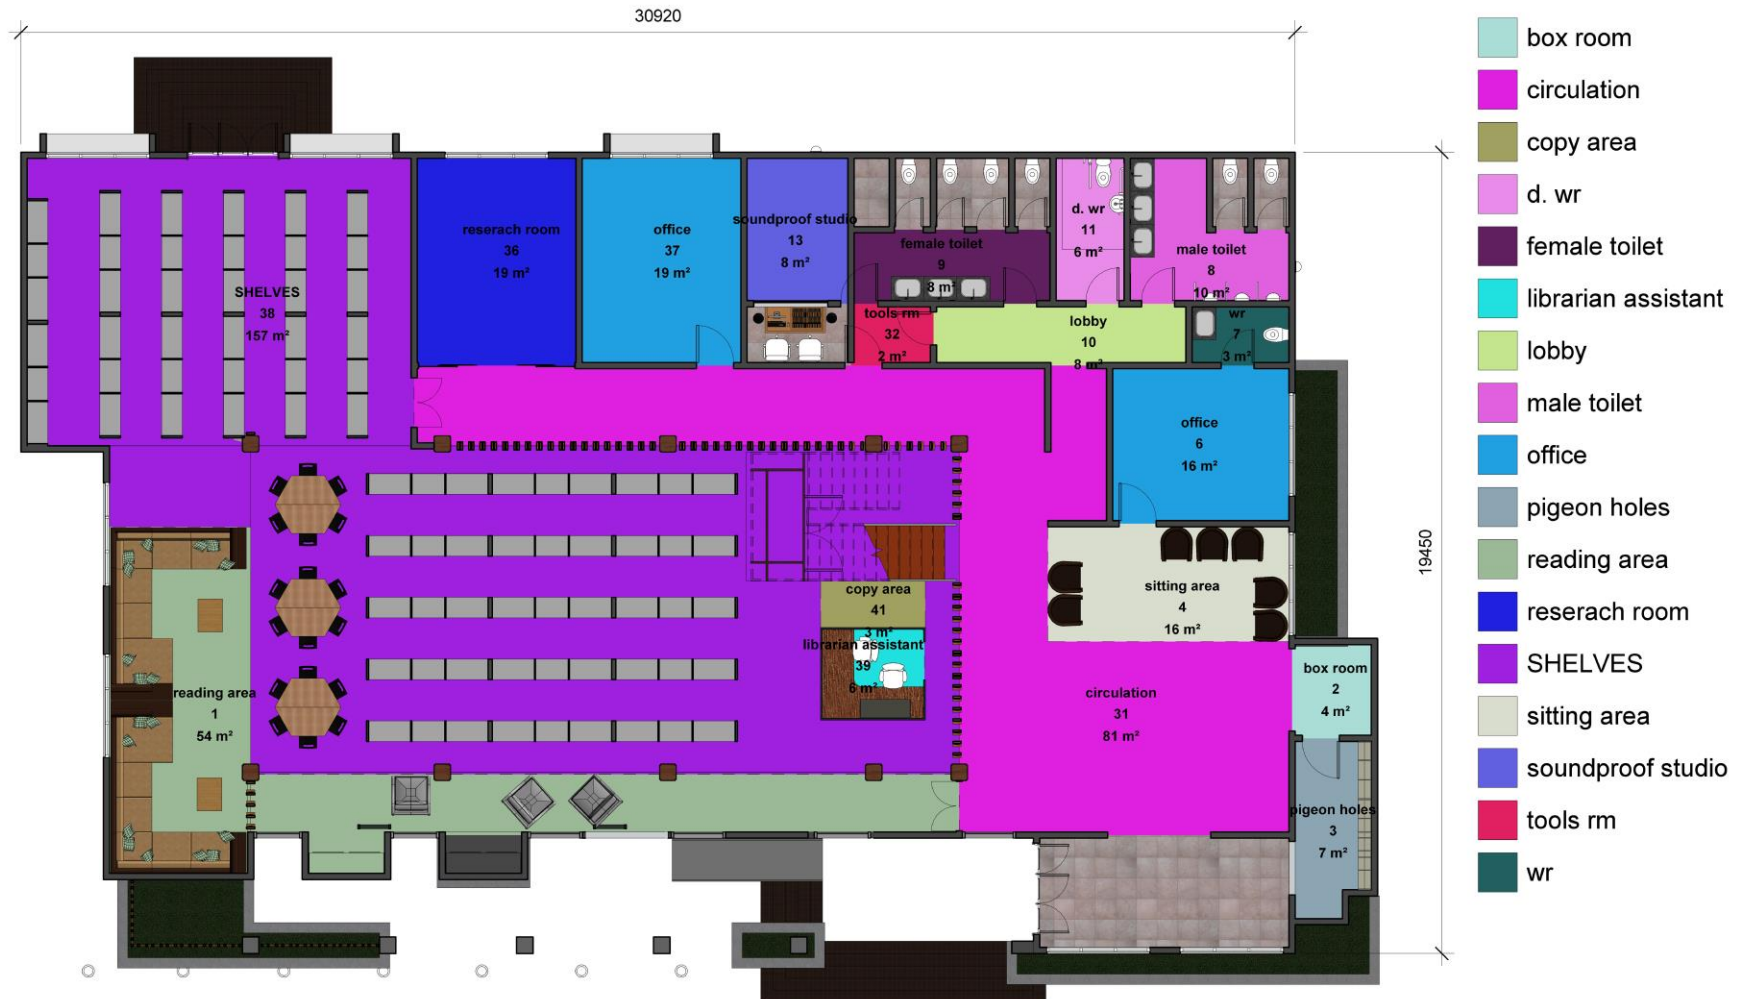 30920
19450
reserach room
36
19 m²
office
37
19 m²
soundproof studio
13
8 m²
female toilet
9
8 m²
d. wr
11
6 m²
male toilet
8
10 m²
SHELVES
38
157 m²
tools rm
32
2 m²
lobby
10
8 m²
wr
7
3 m²
office
6
16 m²
copy area
41
3 m²
sitting area
4
16 m²
librarian assistant
39
6 m²
reading area
1
54 m²
circulation
31
81 m²
box room
2
4 m²
pigeon holes
3
7 m²
box room
circulation
copy area
d. wr
female toilet
librarian assistant
lobby
male toilet
office
pigeon holes
reading area
reserach room
SHELVES
sitting area
soundproof studio
tools rm
wr